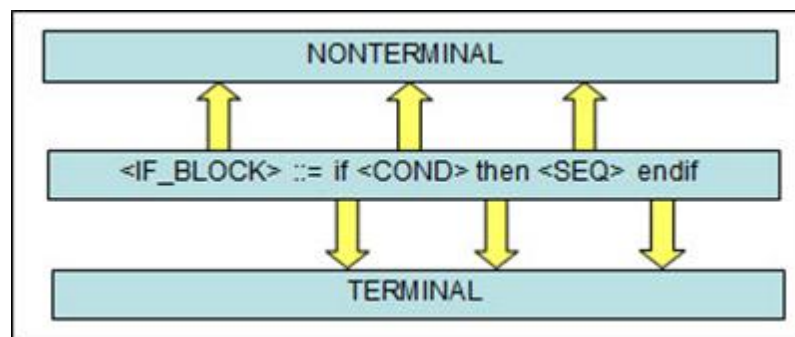 NONTERMINAL
<IF_BLOCK> ::= if <COND> then <SEQ> endif
TERMINAL